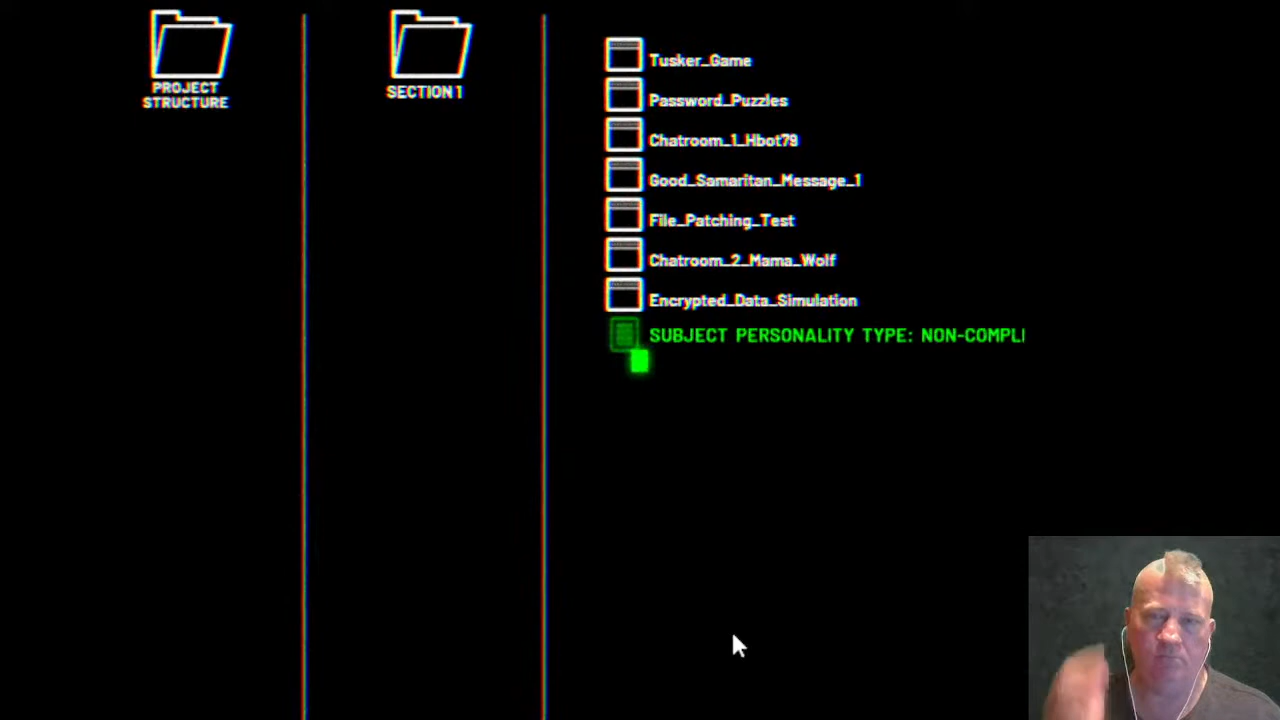 PROJECT
STRUCTURE
SECTION 1
Tusker_Game
Password_Puzzles
Chatroom_1_Hbot79
Good_Samaritan_Message_1
File_Patching_Test
Chatroom_2_Mama_Wolf
Encrypted_Data_Simulation
SUBJECT PERSONALITY TYPE: NON-COMPLI